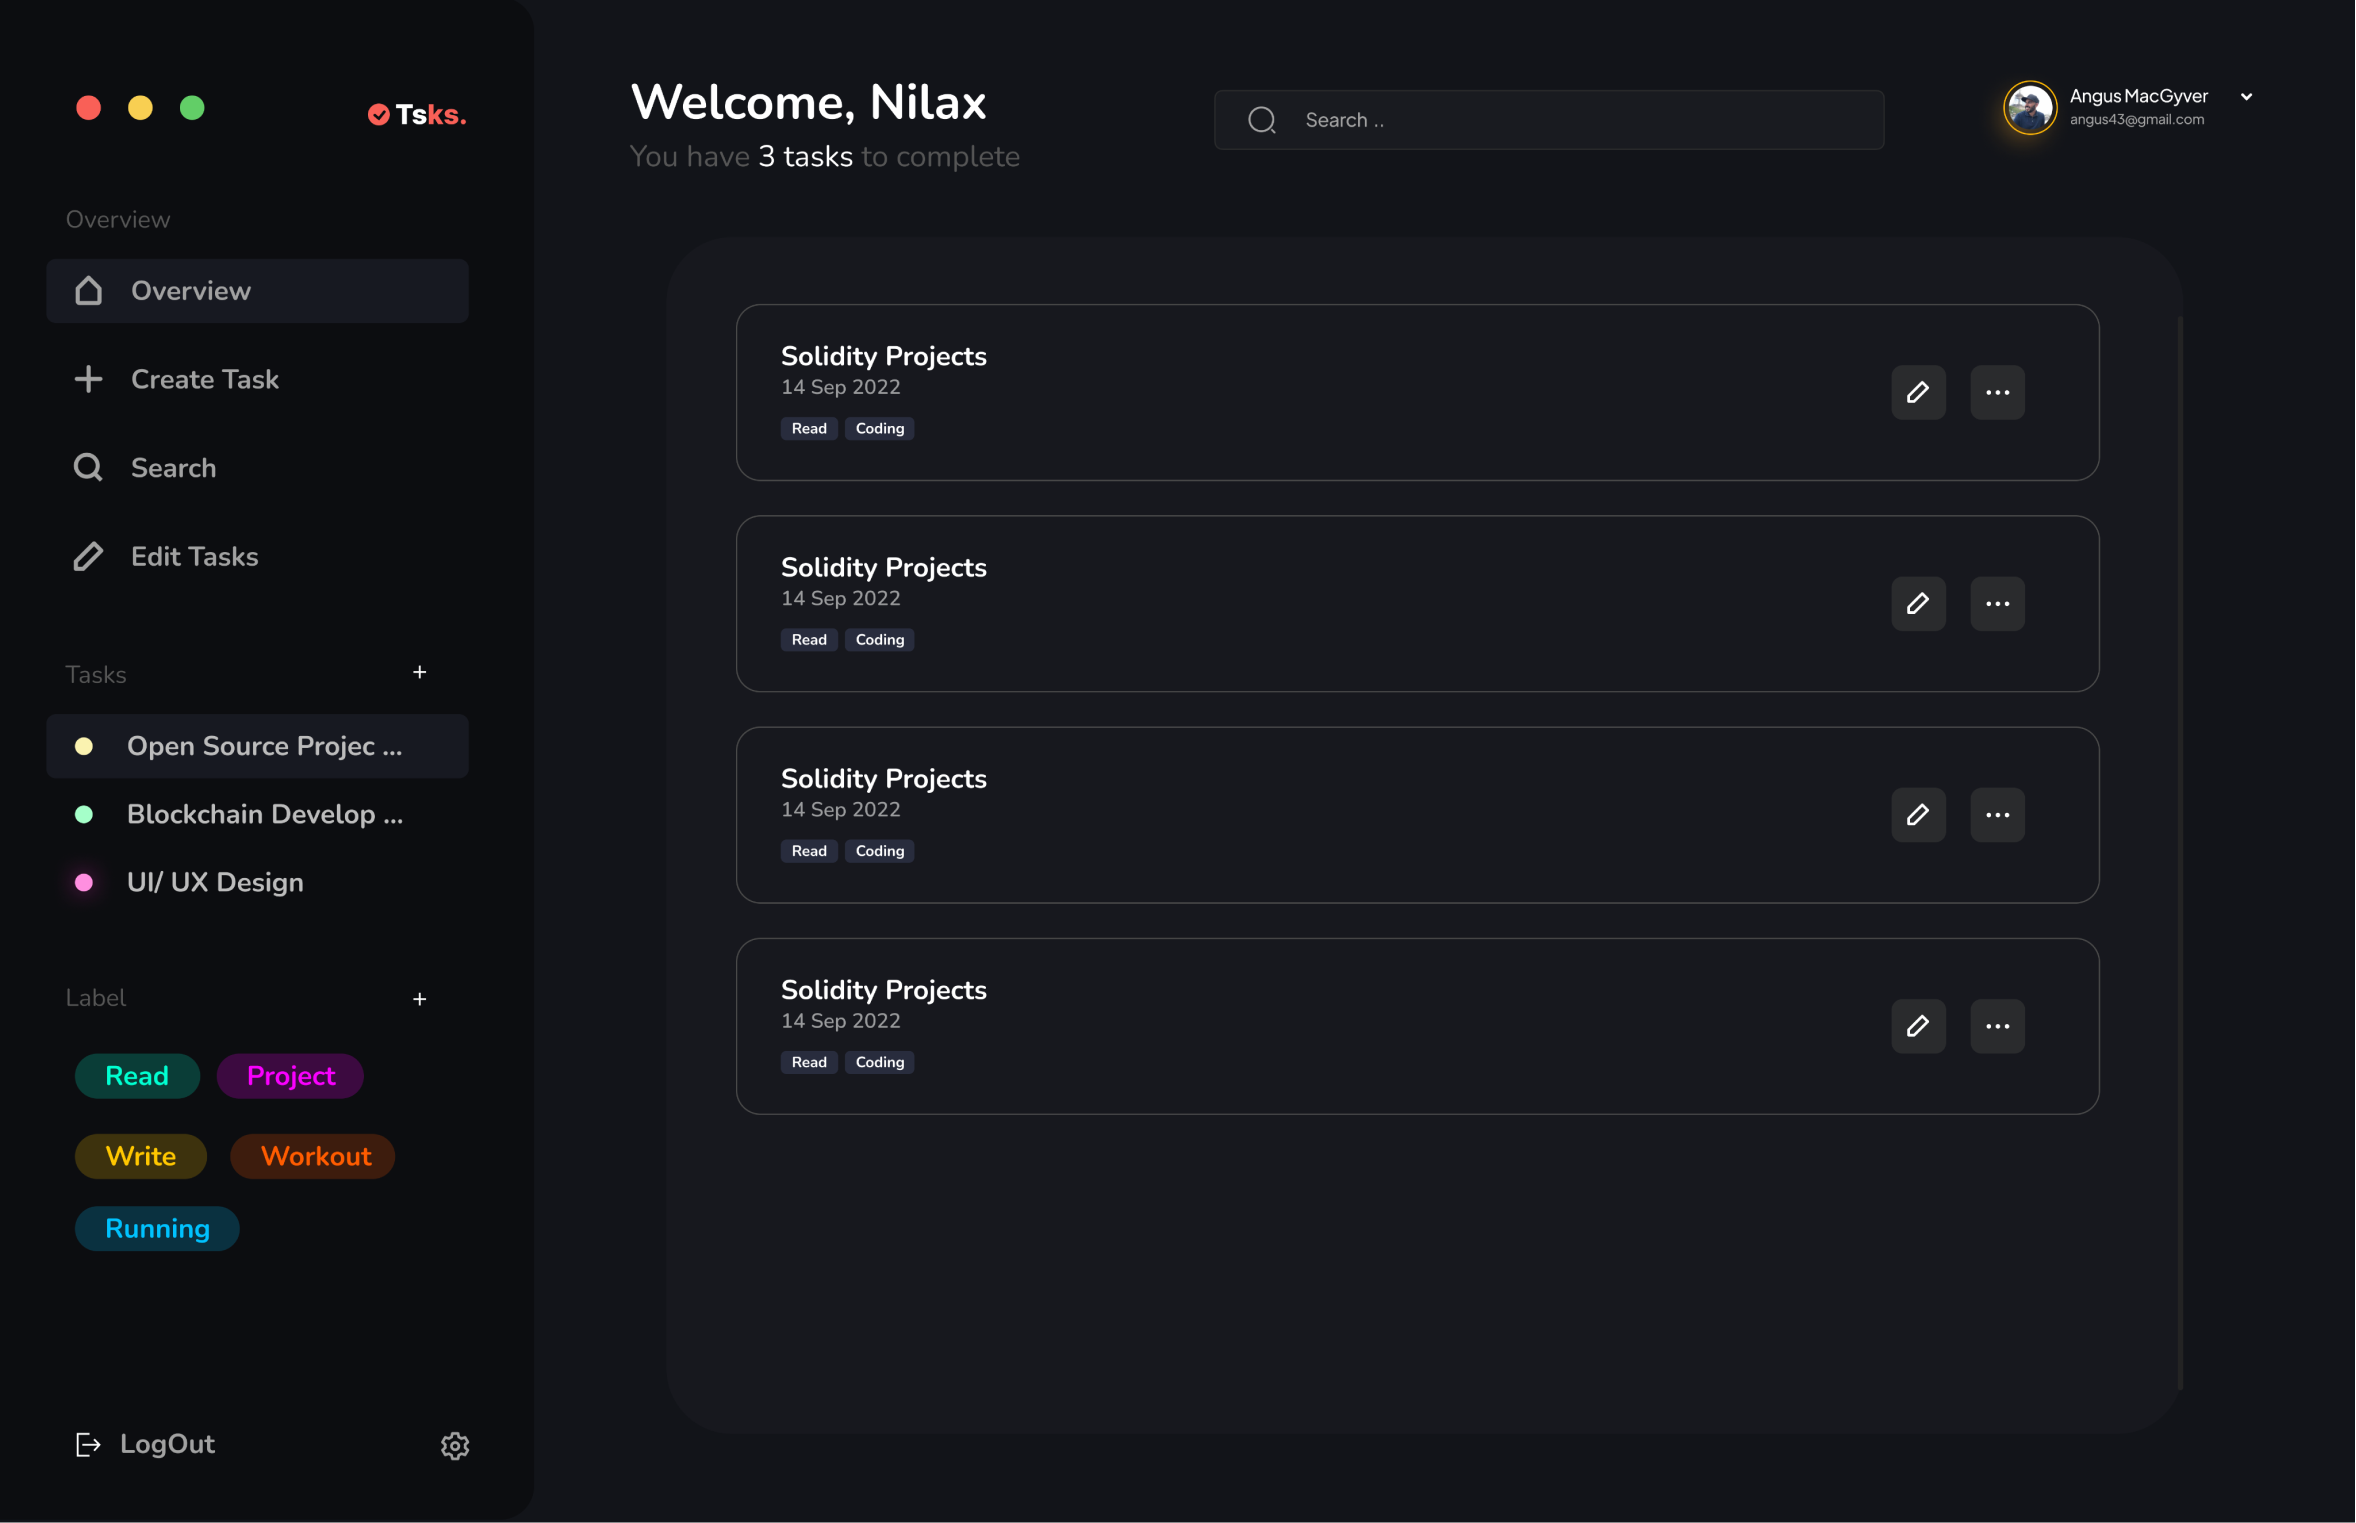 Tsks.
Overview
Overview
Create Task
Search
Edit Tasks
Tasks +
Open Source Projec ...
Blockchain Develop ...
UI/ UX Design
Label +
Read Project
Write Workout
Running
LogOut
Welcome, Nilax
You have 3 tasks to complete
Search ..
Angus MacGyver
angus43@gmail.com
Solidity Projects
14 Sep 2022
Read Coding
Solidity Projects
14 Sep 2022
Read Coding
Solidity Projects
14 Sep 2022
Read Coding
Solidity Projects
14 Sep 2022
Read Coding